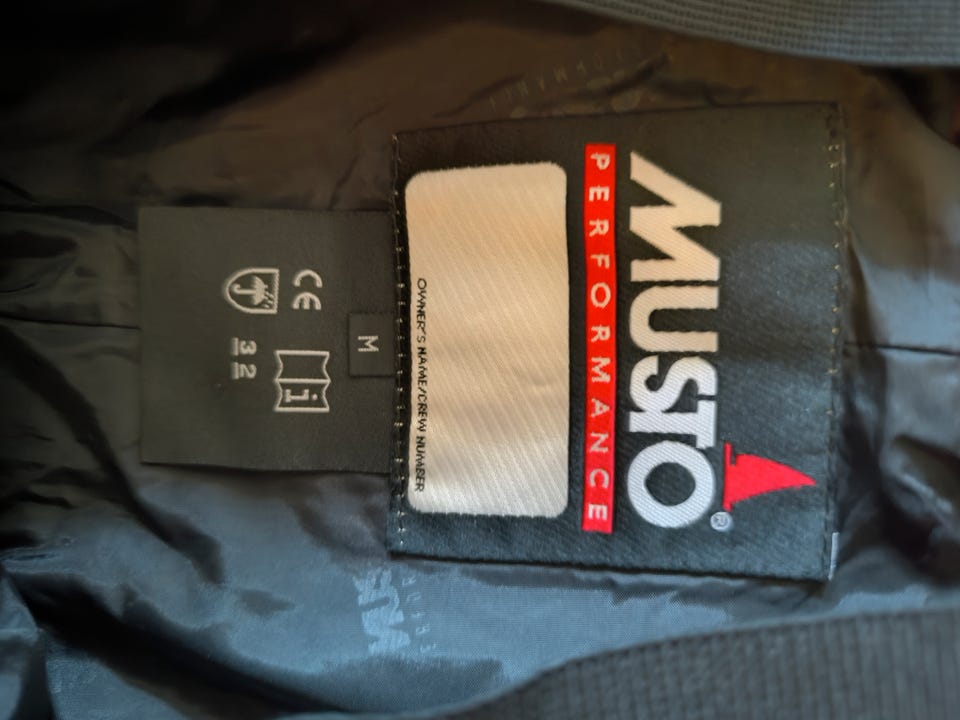 MUSTO®
PERFORMANCE
OWNER'S NAME/CREW NUMBER
M
CE
i
3
2